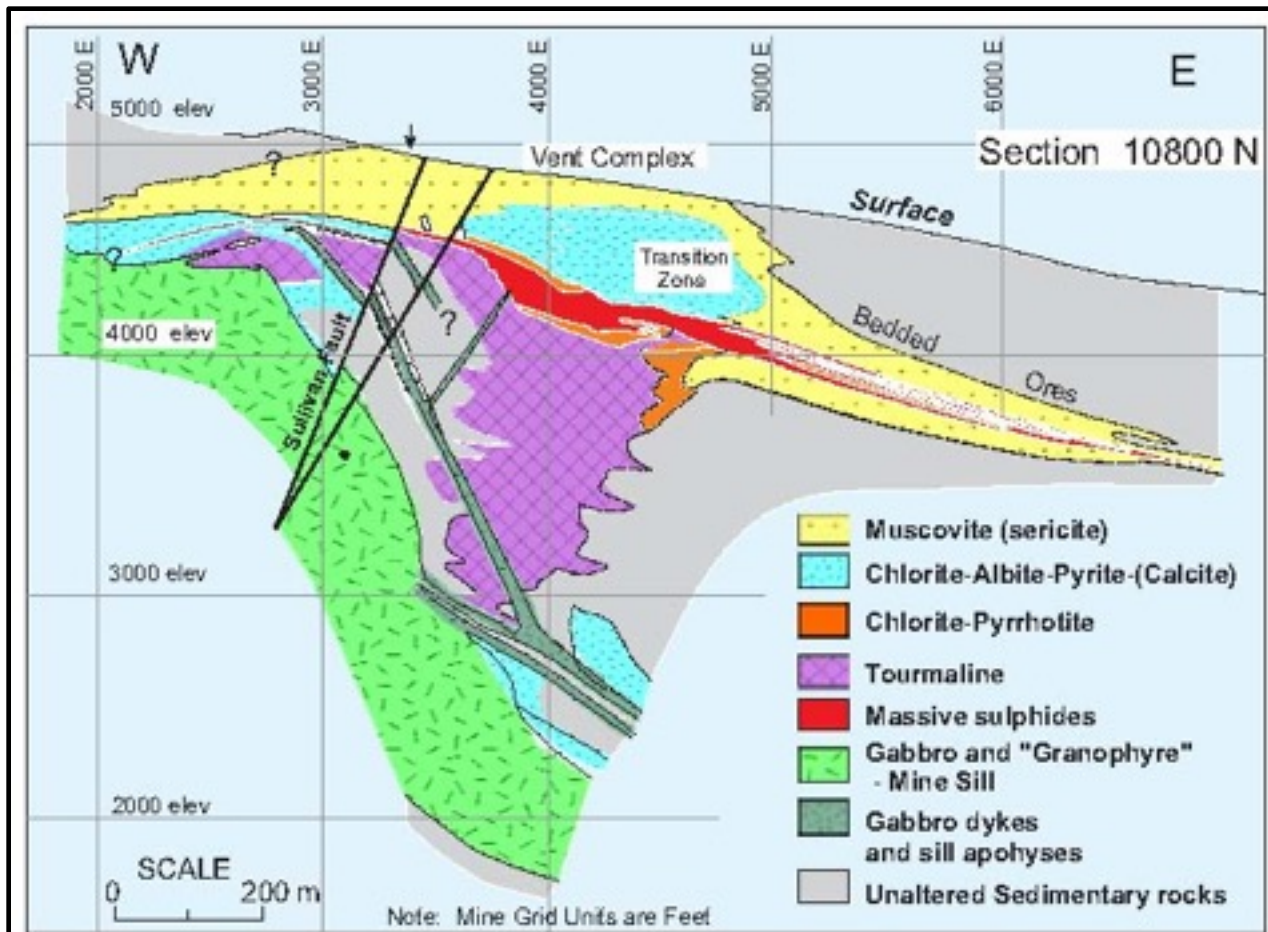 W
E
2000 E
3000 E
4000 E
5000 E
6000 E
5000 elev
Section 10800 N
Vent Complex
?
Surface
Transition
Zone
?
4000 elev
?
Sullivan Fault
Bedded
Ores
3000 elev
2000 elev
Muscovite (sericite)
Chlorite-Albite-Pyrite-(Calcite)
Chlorite-Pyrrhotite
Tourmaline
Massive sulphides
Gabbro and "Granophyre"
- Mine Sill
Gabbro dykes
and sill apohyses
Unaltered Sedimentary rocks
SCALE
0 200 m
Note: Mine Grid Units are Feet